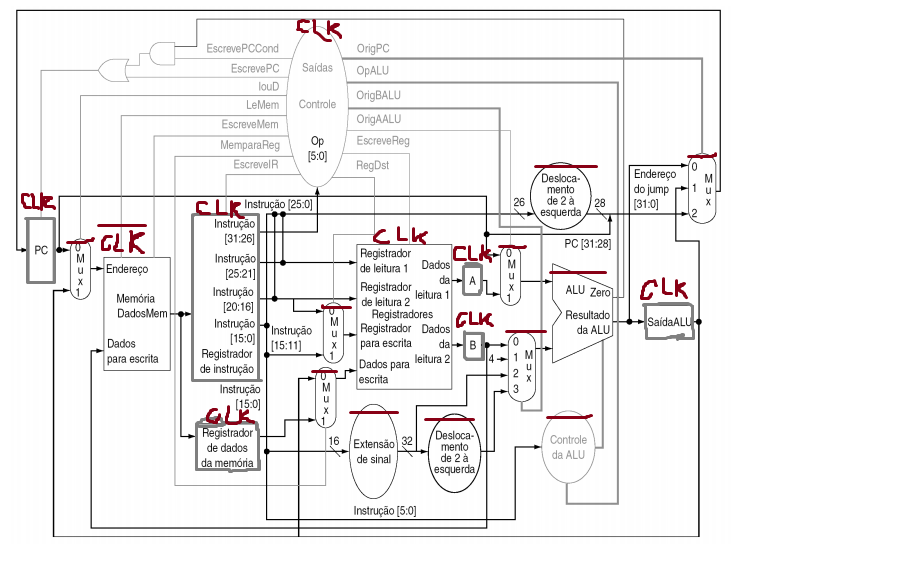 CLK
EscrevePCCond
EscrevePC
IouD
LeMem
EscreveMem
MemparaReg
EscreveIR
Saídas
Controle
Op
[5:0]
OrigPC
OpALU
OrigBALU
OrigAALU
EscreveReg
RegDst
CLK
PC
0
M
u
x
1
CLK
Endereço
Memória
DadosMem
Dados
para escrita
CLK
Instrução [25:0]
Instrução
[31:26]
Instrução
[25:21]
Instrução
[20:16]
Instrução
[15:0]
Registrador
de instrução
Instrução
[15:0]
CLK
Registrador
de dados
da memória
Instrução
[15:11]
0
M
u
x
1
0
M
u
x
1
CLK
Registrador
de leitura 1
Registrador
de leitura 2
Registradores
Registrador
para escrita
Dados para
escrita
Dados
da
leitura 1
Dados
da
leitura 2
CLK
A
CLK
B
0
M
u
x
1
4
0
1 M
u
2 x
3
16
Extensão
de sinal
32
Desloca-
mento
de 2 à
esquerda
Instrução [5:0]
26
Desloca-
mento
de 2 à
esquerda
28
PC [31:28]
Endereço
do jump
[31:0]
0
M
1 u
x
2
ALU Zero
Resultado
da ALU
CLK
SaídaALU
Controle
da ALU